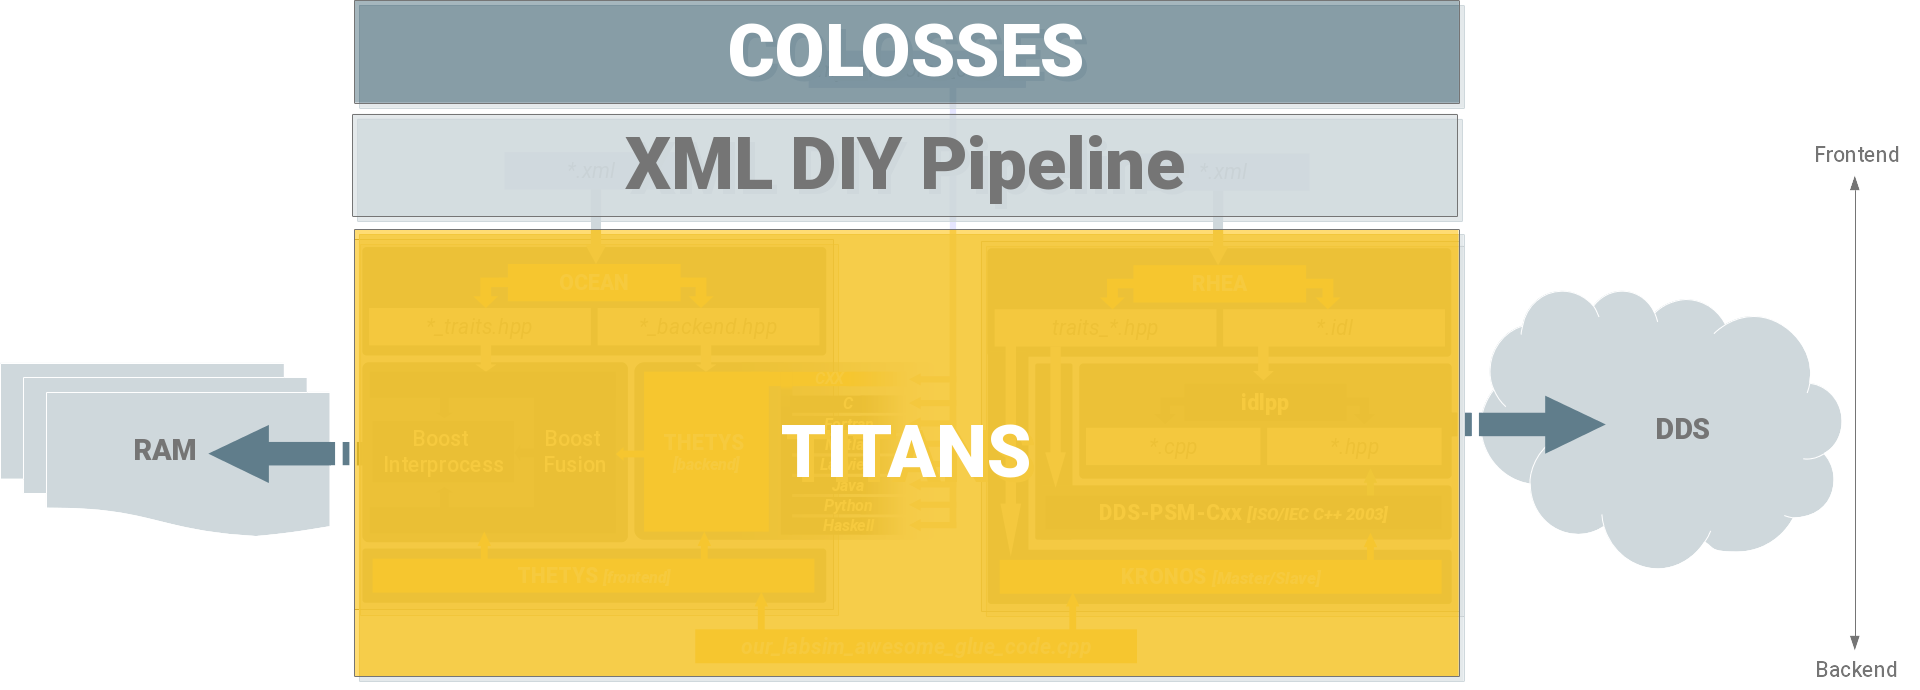 COLOSSES
XML DIY Pipeline
*.xml
*.xml
Frontend
OCEAN
RHEA
*_traits.hpp
*_backend.hpp
traits_*.hpp
*.idl
C
idlpp
RAM
Boost
Interprocess
Boost
Fusion
THETYS
[backend]
TITANS
*.cpp
*.hpp
DDS
Java
Python
Haskell
DDS-PSM-Cxx [ISO/IEC C++ 2003]
THETYS [frontend]
KRONOS [Master/Slave]
our_labsim_awesome_glue_code.cpp
Backend